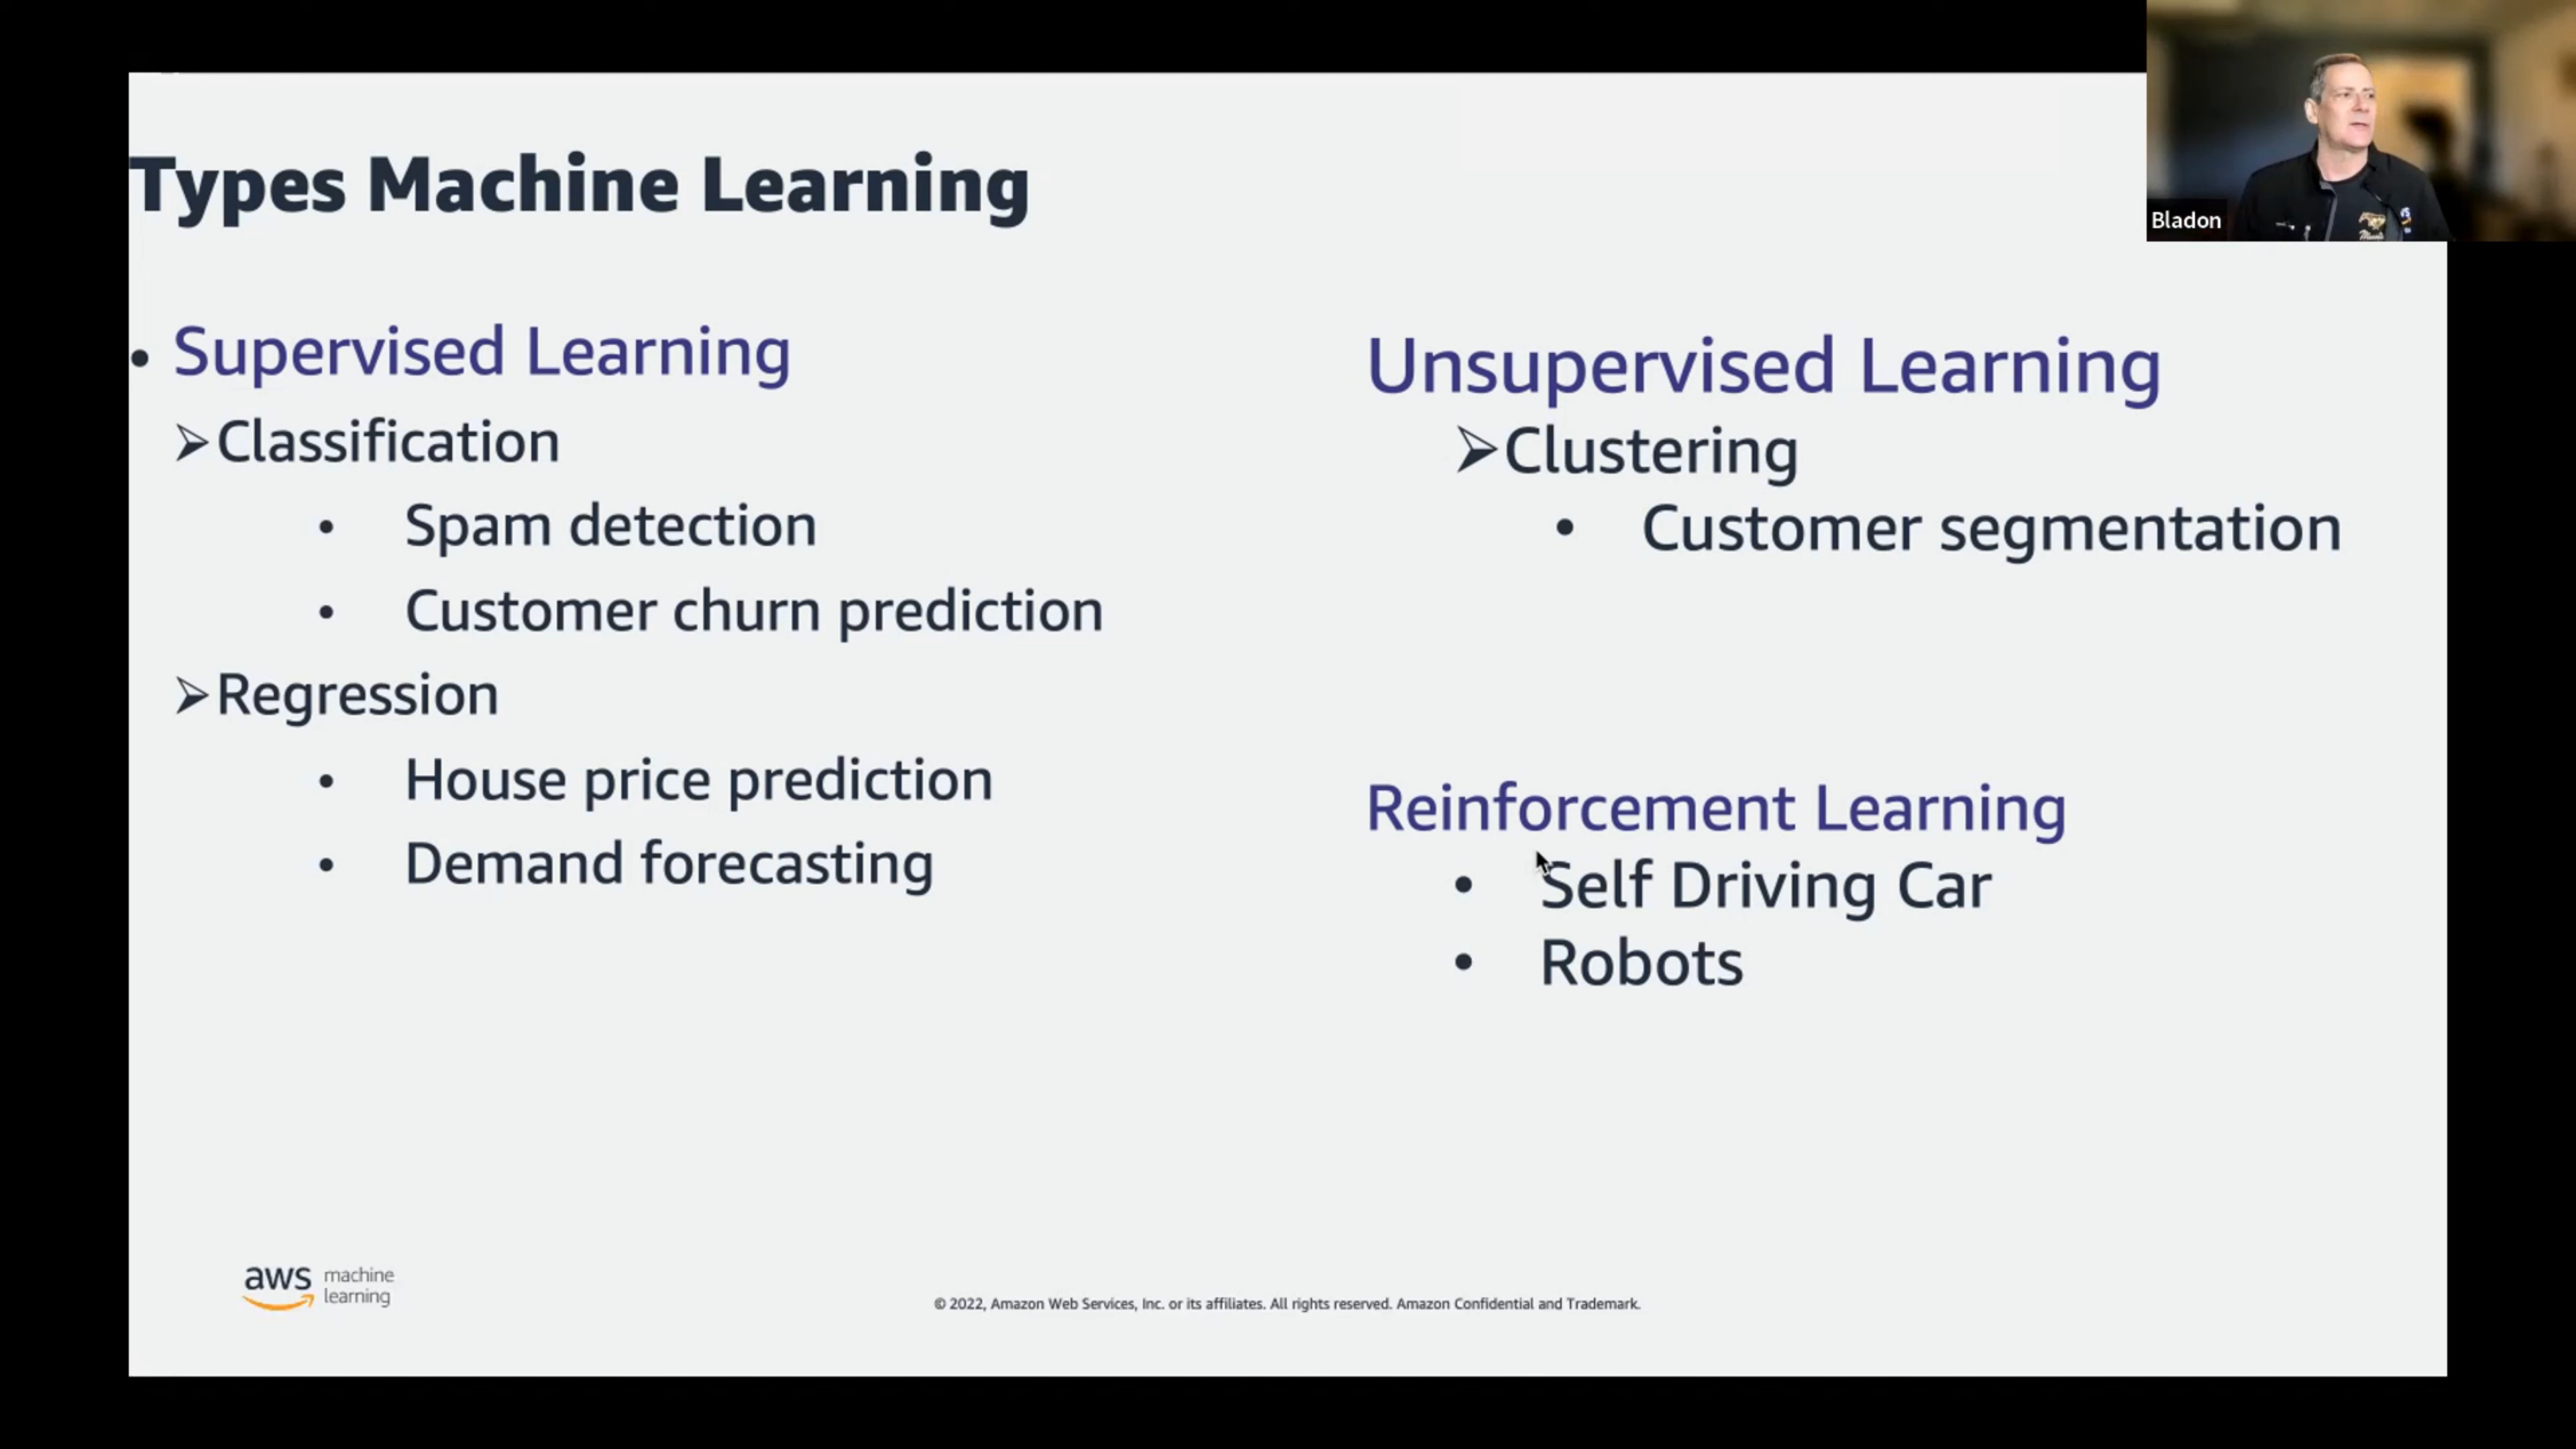 Bladon
Types Machine Learning
• Supervised Learning
➢Classification
• Spam detection
• Customer churn prediction
➢Regression
• House price prediction
• Demand forecasting
Unsupervised Learning
➢Clustering
• Customer segmentation
Reinforcement Learning
• Self Driving Car
• Robots
aws machine
learning
© 2022, Amazon Web Services, Inc. or its affiliates. All rights reserved. Amazon Confidential and Trademark.